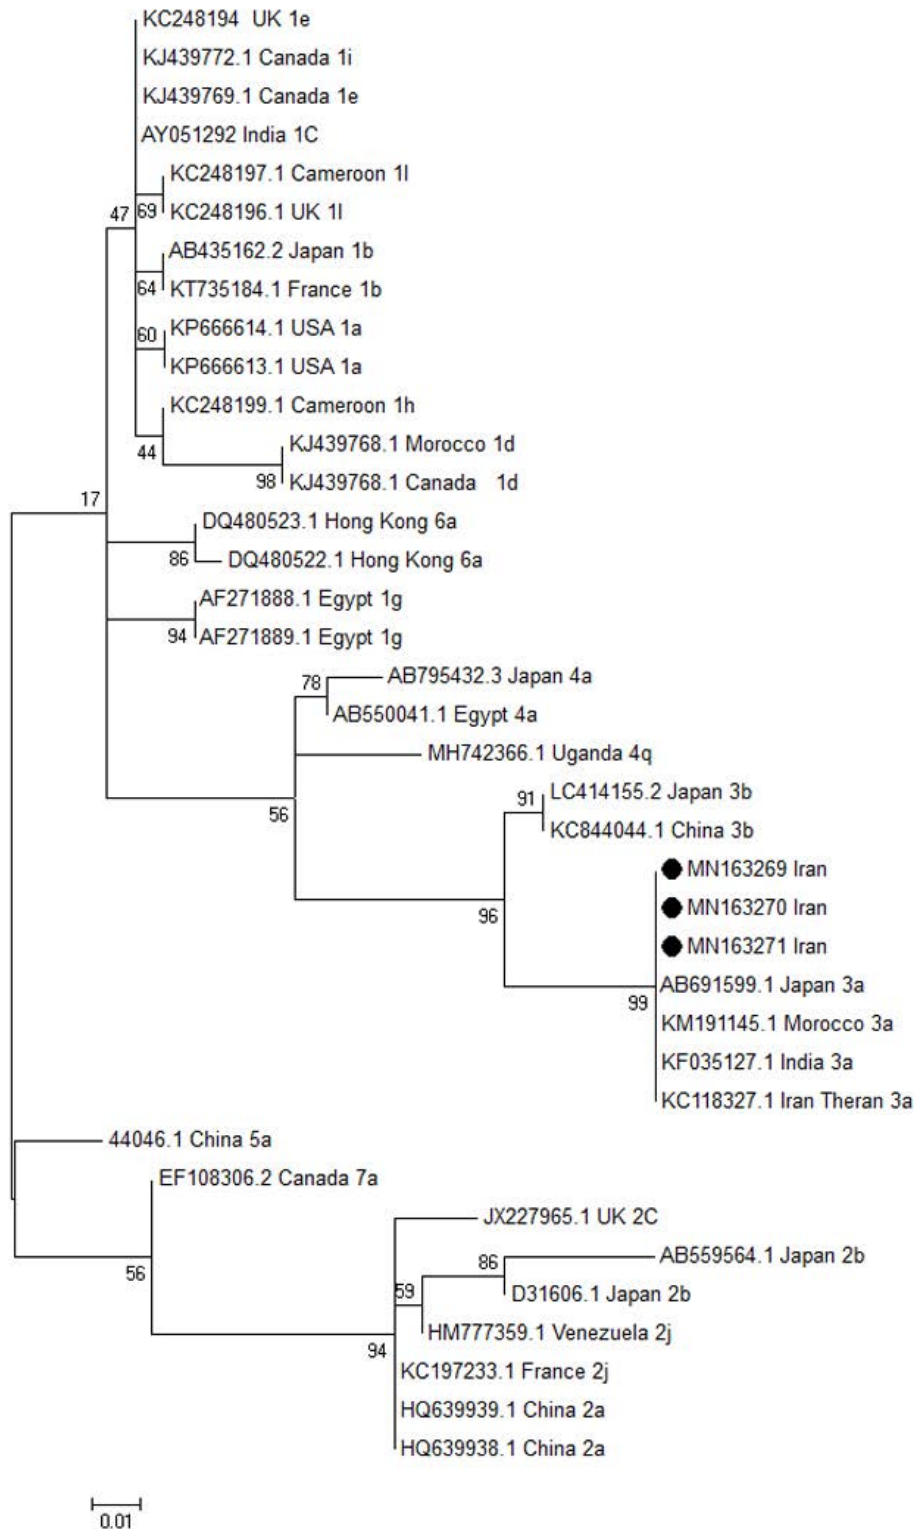 KC248194 UK 1e
KJ439772.1 Canada 1i
KJ439769.1 Canada 1e
AY051292 India 1C
KC248197.1 Cameroon 1l
47
69
KC248196.1 UK 1l
AB435162.2 Japan 1b
64
KT735184.1 France 1b
60
KP666614.1 USA 1a
KP666613.1 USA 1a
KC248199.1 Cameroon 1h
44
KJ439768.1 Morocco 1d
98
KJ439768.1 Canada 1d
17
DQ480523.1 Hong Kong 6a
86
DQ480522.1 Hong Kong 6a
AF271888.1 Egypt 1g
94
AF271889.1 Egypt 1g
78
AB795432.3 Japan 4a
AB550041.1 Egypt 4a
MH742366.1 Uganda 4q
56
91
LC414155.2 Japan 3b
KC844044.1 China 3b
MN163269 Iran
96
MN163270 Iran
MN163271 Iran
AB691599.1 Japan 3a
99
KM191145.1 Morocco 3a
KF035127.1 India 3a
KC118327.1 Iran Theran 3a
44046.1 China 5a
EF108306.2 Canada 7a
JX227965.1 UK 2C
56
86
AB559564.1 Japan 2b
59
D31606.1 Japan 2b
HM777359.1 Venezuela 2j
94
KC197233.1 France 2j
HQ639939.1 China 2a
HQ639938.1 China 2a
0.01